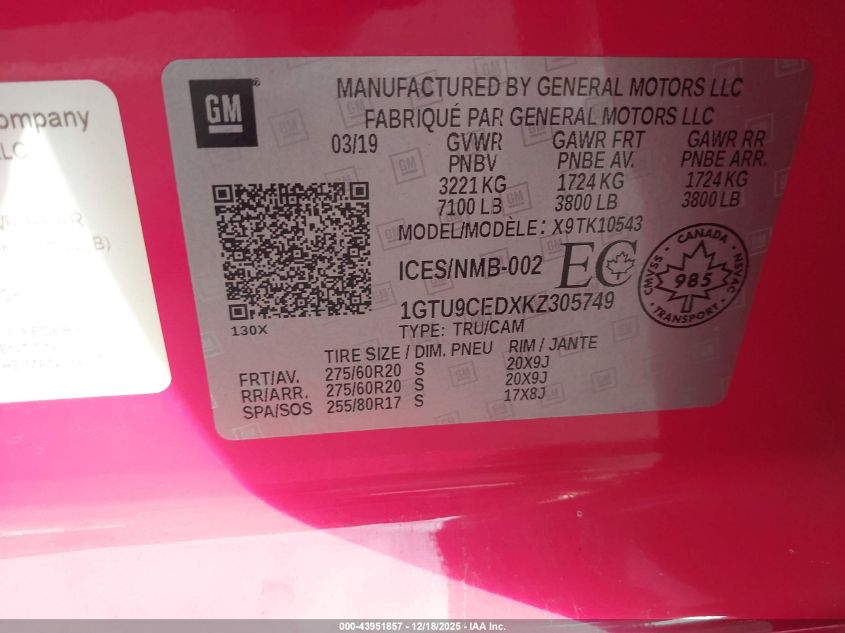 ompany
LC
GM
MANUFACTURED BY GENERAL MOTORS LLC
FABRIQUÉ PAR GENERAL MOTORS LLC
03/19 GVWR GAWR FRT GAWR RR
PNBV PNBE AV. PNBE ARR.
3221 KG 1724 KG 1724 KG
7100 LB 3800 LB 3800 LB
MODEL/MODÈLE: X9TK10543
ICES/NMB-002 EC
CMVSS • CANADA • NSVAC
985
TRANSPORT
1GTU9CEDXKZ305749
130X
TYPE: TRU/CAM
TIRE SIZE / DIM. PNEU RIM / JANTE
FRT/AV. 275/60R20 S 20X9J
RR/ARR. 275/60R20 S 20X9J
SPA/SOS 255/80R17 S 17X8J
000-43951857 - 12/18/2025 - IAA Inc.